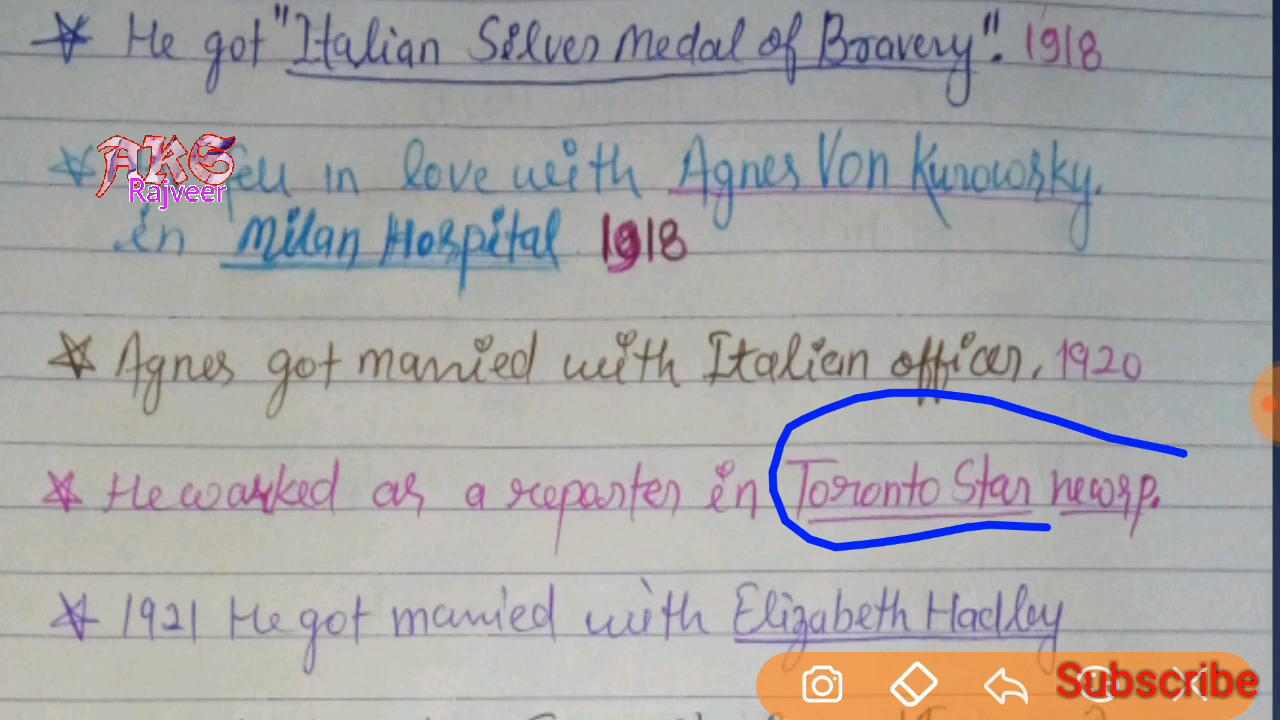 ☆ He got "Italian Silver Medal of Bravery". 1918
AKG
Rajveer
☆ fell in love with Agnes Von Kurowsky.
in Milan Hospital 1918
☆ Agnes got married with Italian officer. 1920
☆ He worked as a reporter in Toronto Star newsp.
☆ 1921 He got married with Elizabeth Hadley
Subscribe